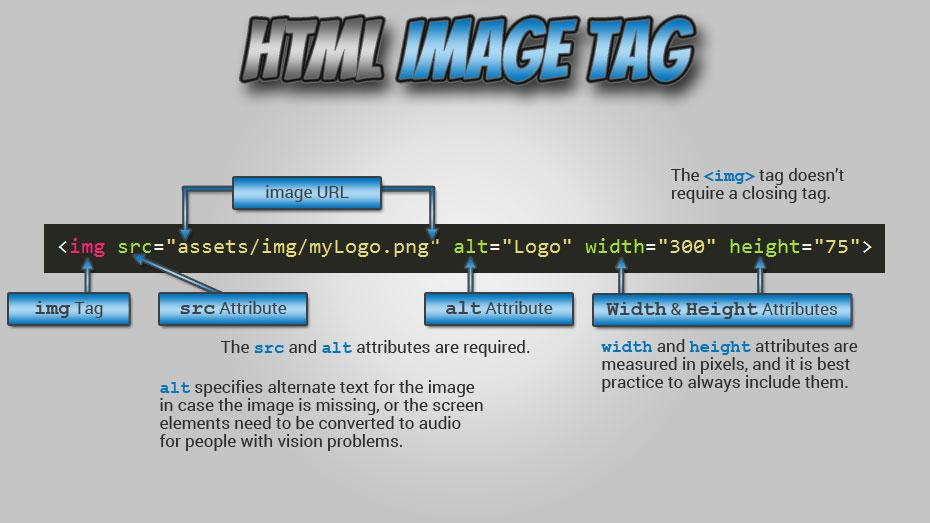 HTML IMAGE TAG
image URL
The <img> tag doesn’t
require a closing tag.
<img src="assets/img/myLogo.png" alt="Logo" width="300" height="75">
img Tag
src Attribute
alt Attribute
Width & Height Attributes
The src and alt attributes are required.
width and height attributes are
measured in pixels, and it is best
practice to always include them.
alt specifies alternate text for the image
in case the image is missing, or the screen
elements need to be converted to audio
for people with vision problems.